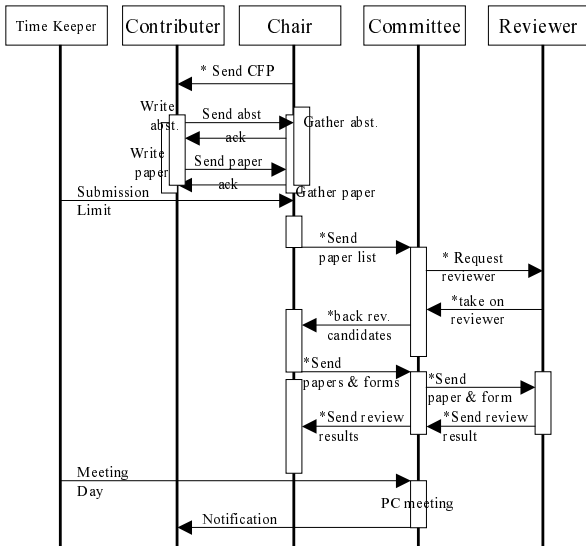 Time Keeper
Contributer
Chair
Committee
Reviewer
* Send CFP
Write
abst.
Send abst
Gather abst.
ack
Write
paper
Send paper
ack
Gather paper
Submission
Limit
*Send
paper list
* Request
reviewer
*take on
reviewer
*back rev.
candidates
*Send
papers & forms
*Send
paper & form
*Send review
results
*Send review
result
Meeting
Day
PC meeting
Notification